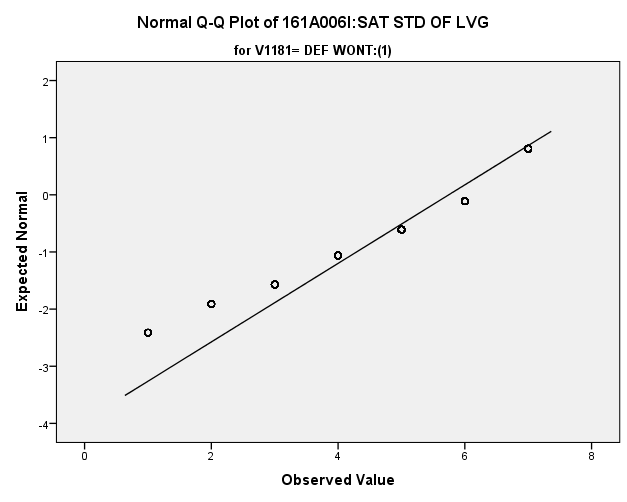 Normal Q-Q Plot of 161A006I:SAT STD OF LVG
for V1181= DEF WONT:(1)
2
1
0
-1
-2
-3
-4
Expected Normal
0 2 4 6 8
Observed Value